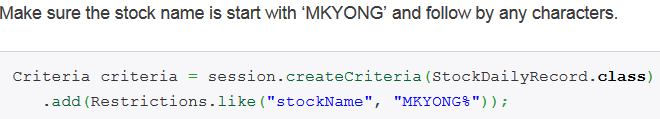 Make sure the stock name is start with ‘MKYONG’ and follow by any characters.
Criteria criteria = session.createCriteria(StockDailyRecord.class)
.add(Restrictions.like("stockName", "MKYONG%"));